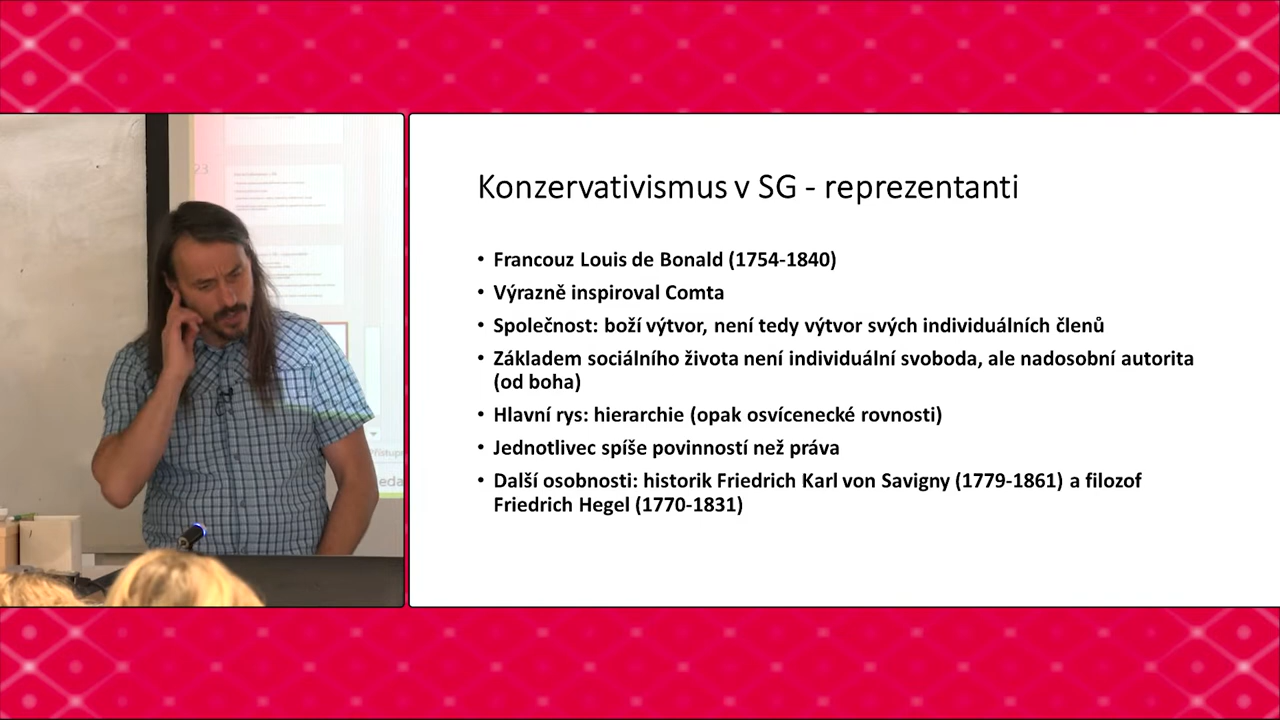 Konzervativismus v SG - reprezentanti
• Francouz Louis de Bonald (1754-1840)
• Výrazně inspiroval Comta
• Společnost: boží výtvor, není tedy výtvor svých individuálních členů
• Základem sociálního života není individuální svoboda, ale nadosobní autorita
(od boha)
• Hlavní rys: hierarchie (opak osvícenecké rovnosti)
• Jednotlivec spíše povinností než práva
• Další osobnosti: historik Friedrich Karl von Savigny (1779-1861) a filozof
Friedrich Hegel (1770-1831)